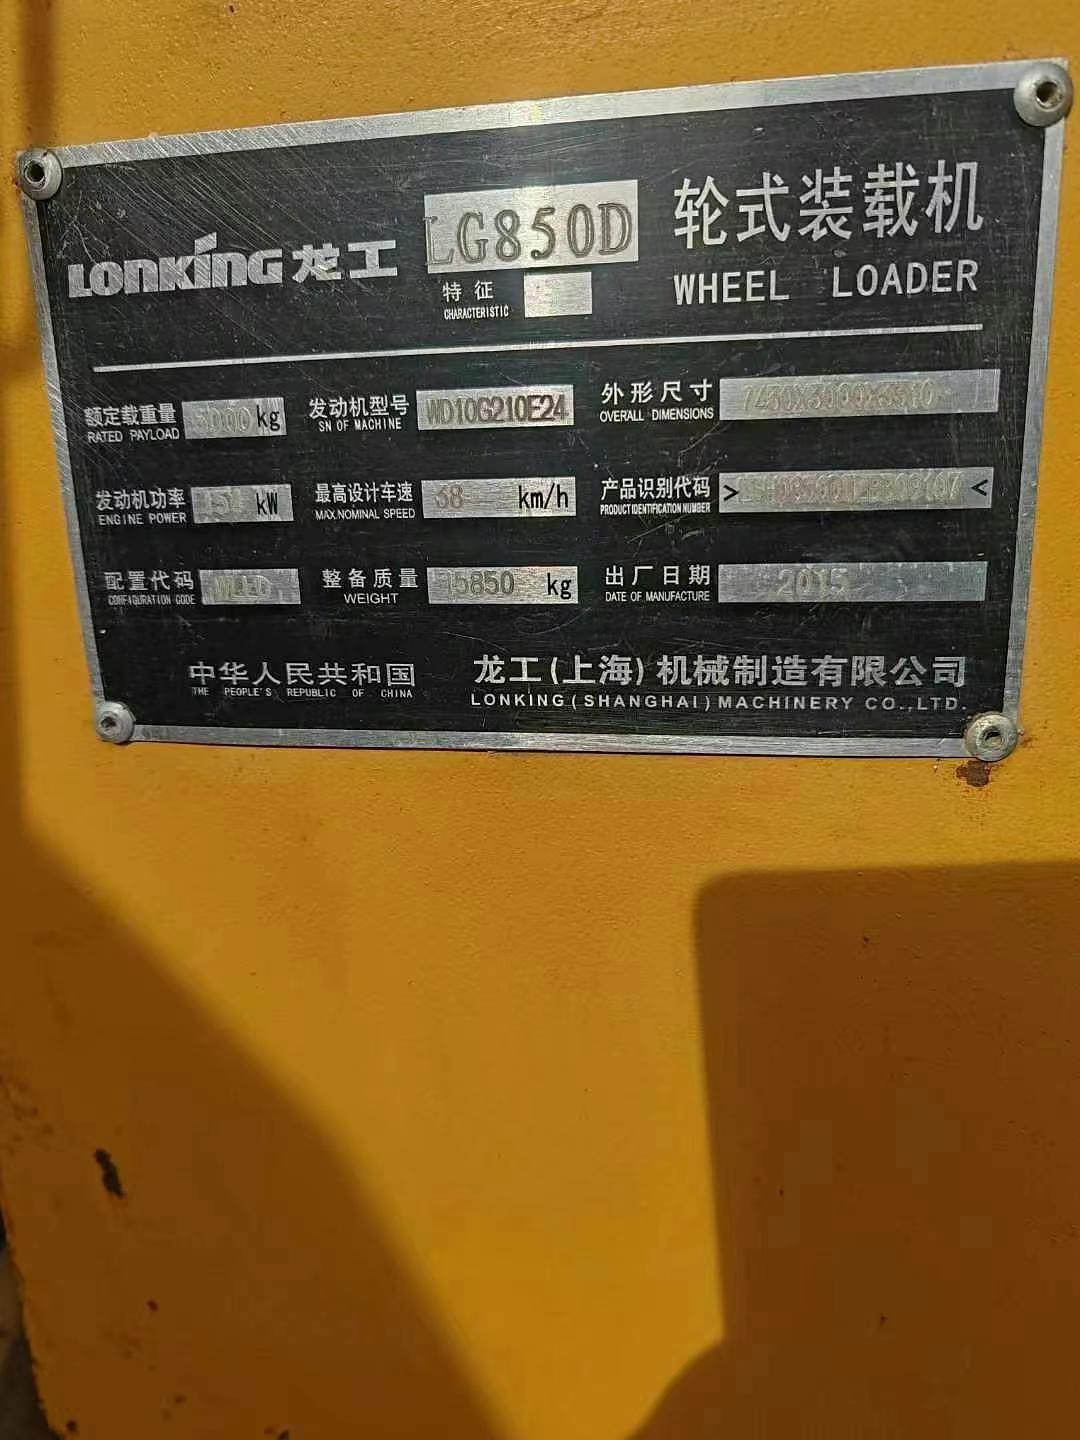 LONKING 龙工 LG850D 轮式装载机
特征 WHEEL LOADER
CHARACTERISTIC
额定载重量 5000 kg 发动机型号 WD10G210E24 外形尺寸
RATED PAYLOAD SN OF MACHINE OVERALL DIMENSIONS
发动机功率 kW 最高设计车速 38 km/h 产品识别代码 > <
ENGINE POWER MAX.NOMINAL SPEED PRODUCT IDENTIFICATION NUMBER
配置代码 整备质量 15850 kg 出厂日期 2015
CONFIGURATION CODE WEIGHT DATE OF MANUFACTURE
中华人民共和国 龙工(上海)机械制造有限公司
THE PEOPLE'S REPUBLIC OF CHINA LONKING(SHANGHAI)MACHINERY CO.,LTD.